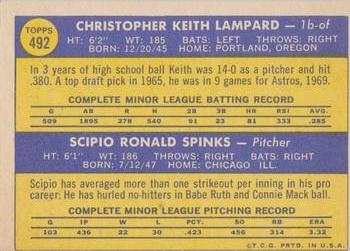 TOPPS
492
CHRISTOPHER KEITH LAMPARD — 1b-of
HT: 6'2" WT: 185 BATS: LEFT THROWS: RIGHT
BORN: 12/20/45 HOME: PORTLAND, OREGON
In 3 years of high school ball Keith was 14-0 as a pitcher and hit
.380. A top draft pick in 1965, he was in 9 games for Astros, 1969.
COMPLETE MINOR LEAGUE BATTING RECORD
G AB R H 2B 3B HR RBI AVG.
509 1895 278 540 91 23 81 333 .285
SCIPIO RONALD SPINKS — Pitcher
HT: 6'1" WT: 186 THROWS: RIGHT BATS: RIGHT
BORN: 7/12/47 HOME: CHICAGO ILL.
Scipio has averaged more than one strikeout per inning in his pro
career. He has hurled no-hitters in Babe Ruth and Connie Mack ball.
COMPLETE MINOR LEAGUE PITCHING RECORD
G IP W L R ER SO BB ERA
103 436 22 30 161 456 314 3.32
©T.C.G. PRTD. IN U.S.A.